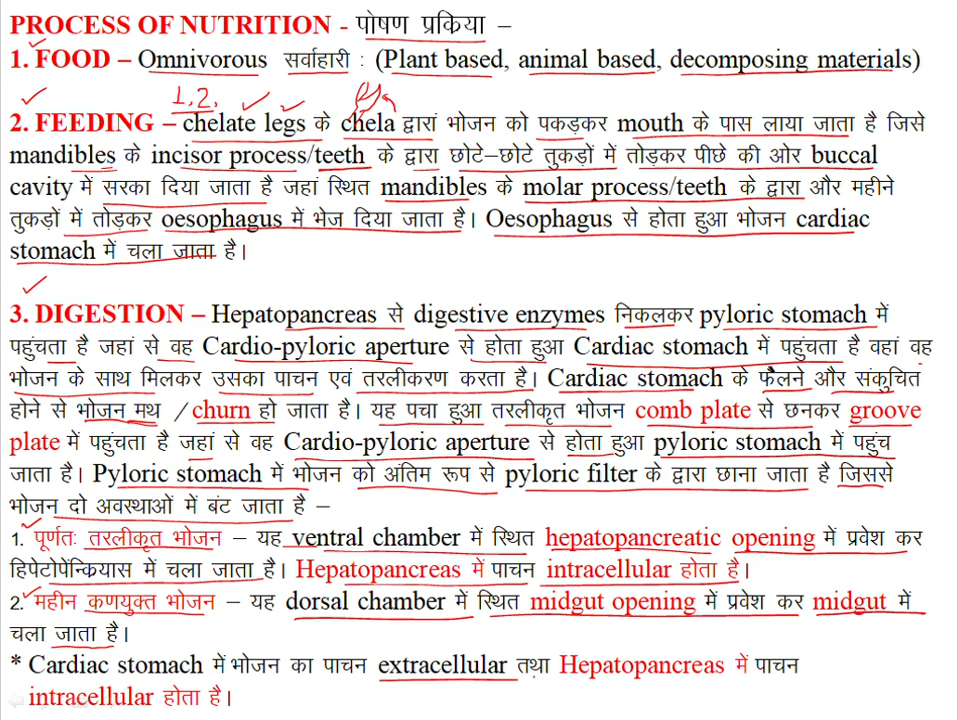 PROCESS OF NUTRITION - पोषण प्रकिया –
1. FOOD – Omnivorous सर्वाहारी : (Plant based, animal based, decomposing materials)
1.2.
2. FEEDING – chelate legs के chela द्वारां भोजन को पकड़कर mouth के पास लाया जाता है जिसे
mandibles के incisor process/teeth के द्वारा छोटे–छोटे तुकड़ों में तोड़कर पीछे की ओर buccal
cavity में सरका दिया जाता है जहां स्थित mandibles के molar process/teeth के द्वारा और महीने
तुकड़ों में तोड़कर oesophagus में भेज दिया जाता है। Oesophagus से होता हुआ भोजन cardiac
stomach में चला जाता है।
3. DIGESTION – Hepatopancreas से digestive enzymes निकलकर pyloric stomach में
पहुंचता है जहां से वह Cardio-pyloric aperture से होता हुआ Cardiac stomach में पहुंचता है वहां वह
भोजन के साथ मिलकर उसका पाचन एवं तरलीकरण करता है। Cardiac stomach के फैलने और संकुचित
होने से भोजन मथ /churn हो जाता है। यह पचा हुआ तरलीकृत भोजन comb plate से छनकर groove
plate में पहुंचता है जहां से वह Cardio-pyloric aperture से होता हुआ pyloric stomach में पहुंच
जाता है। Pyloric stomach में भोजन को अंतिम रूप से pyloric filter के द्वारा छाना जाता है जिससे
भोजन दो अवस्थाओं में बंट जाता है –
1. पूर्णतः तरलीकृत भोजन – यह ventral chamber में स्थित hepatopancreatic opening में प्रवेश कर
हिपेटोपेंन्कियास में चला जाता है। Hepatopancreas में पाचन intracellular होता है।
2. महीन कणयुक्त भोजन – यह dorsal chamber में स्थित midgut opening में प्रवेश कर midgut में
चला जाता है।
* Cardiac stomach में भोजन का पाचन extracellular तथा Hepatopancreas में पाचन
intracellular होता है।